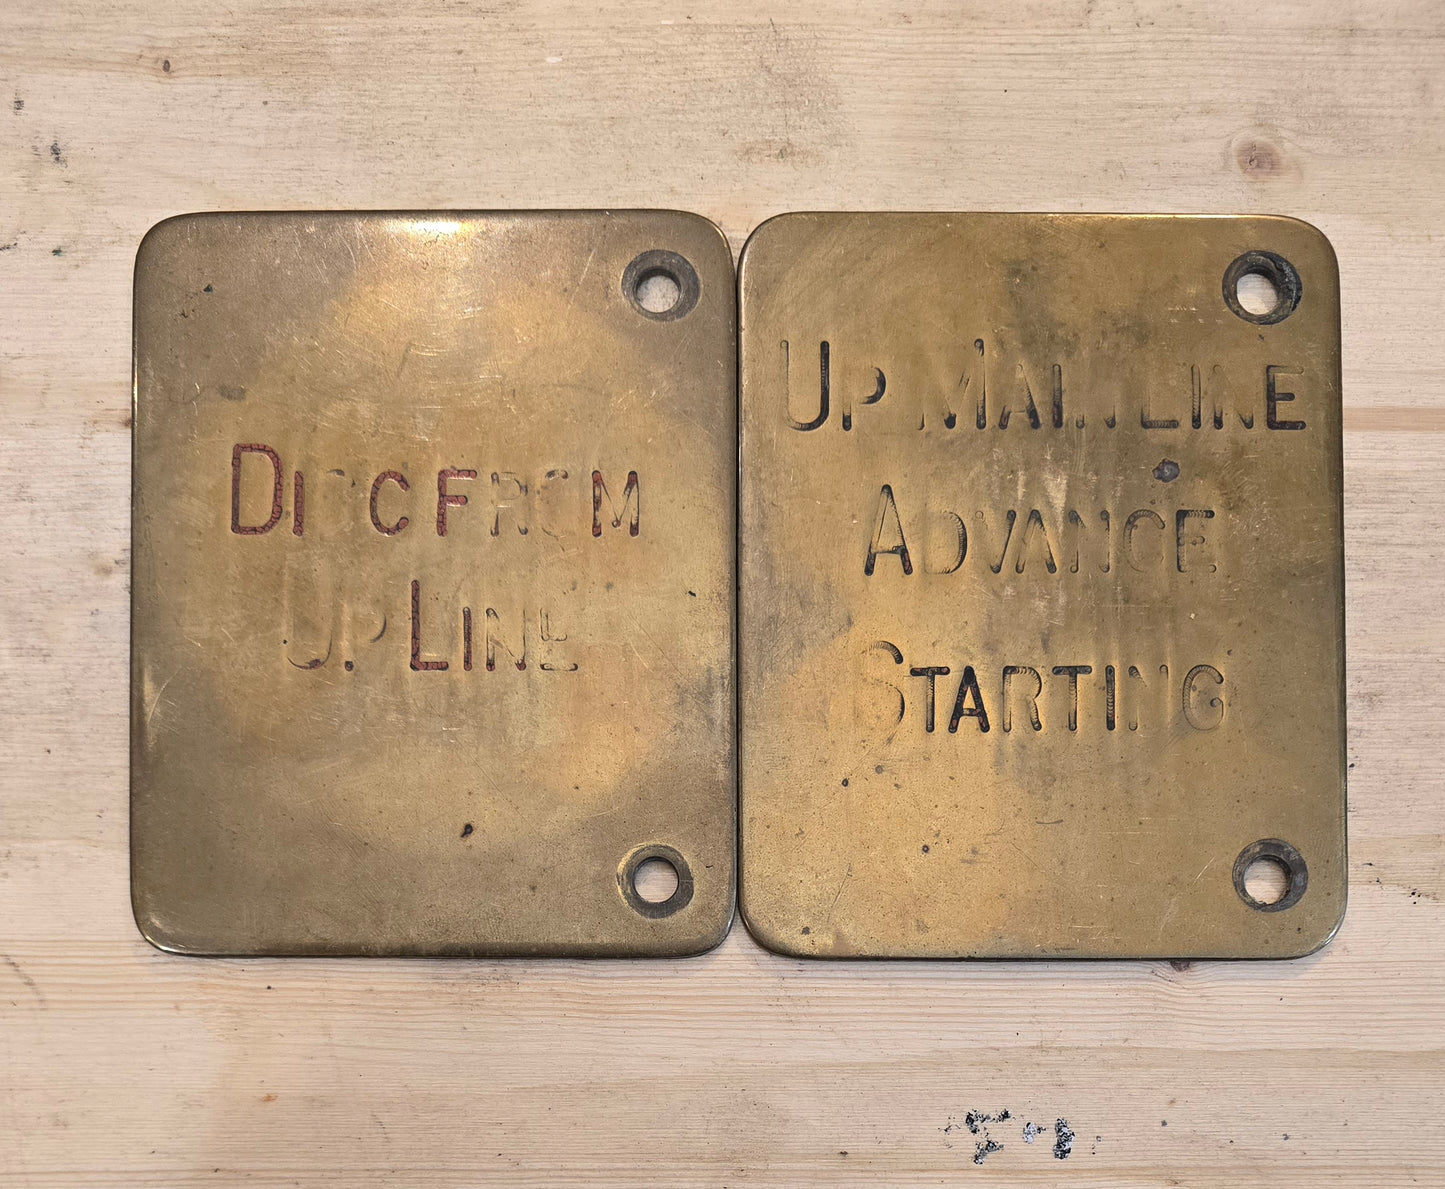 DISC FROM
UP LINE
UP MAIN LINE
ADVANCE
STARTING